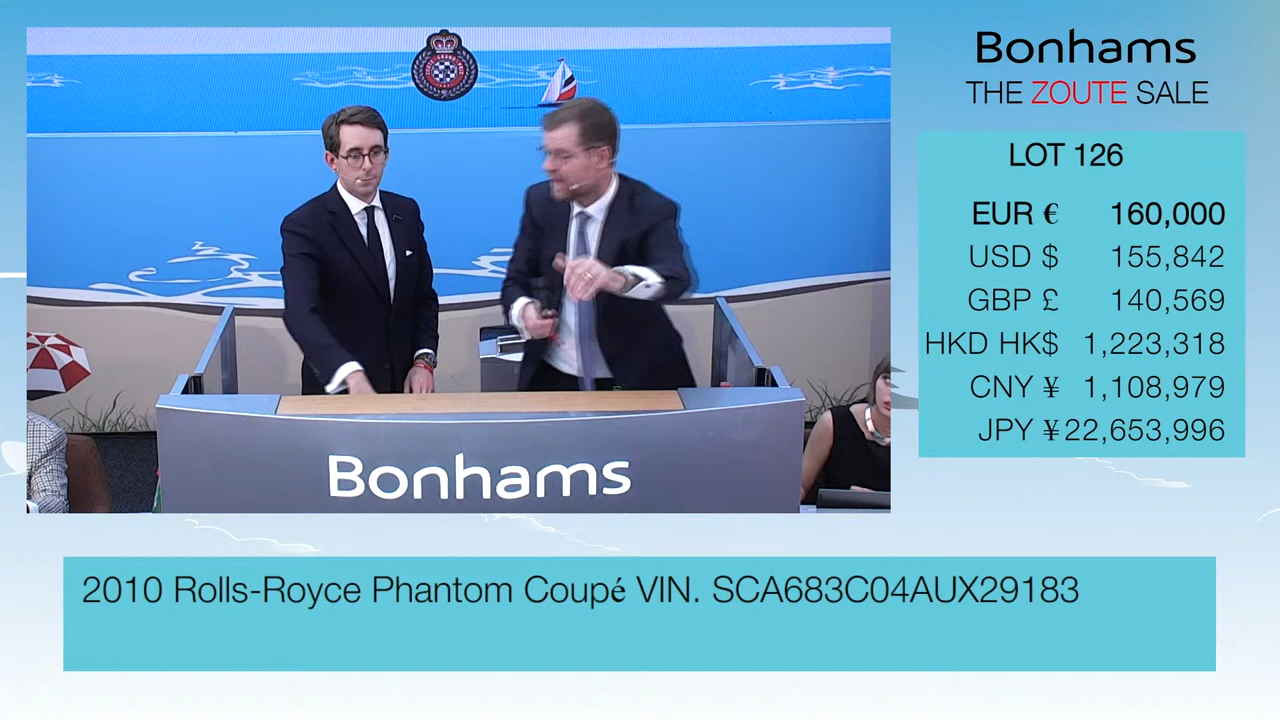 Bonhams
THE ZOUTE SALE
LOT 126
EUR € 160,000
USD $ 155,842
GBP £ 140,569
HKD HK$ 1,223,318
CNY ¥ 1,108,979
JPY ¥ 22,653,996
Bonhams
2010 Rolls-Royce Phantom Coupé VIN. SCA683C04AUX29183